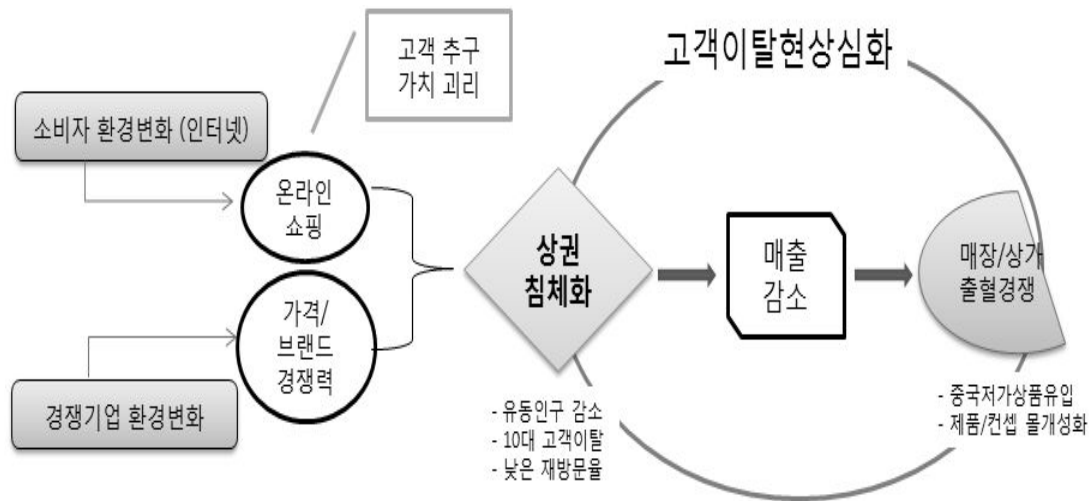 고객 추구
가치 괴리
고객이탈현상심화
소비자 환경변화 (인터넷)
온라인
쇼핑
가격/
브랜드
경쟁력
경쟁기업 환경변화
상권
침체화
- 유동인구 감소
- 10대 고객이탈
- 낮은 재방문율
매출
감소
매장/상가
출혈경쟁
- 중국저가상품유입
- 제품/컨셉 몰개성화